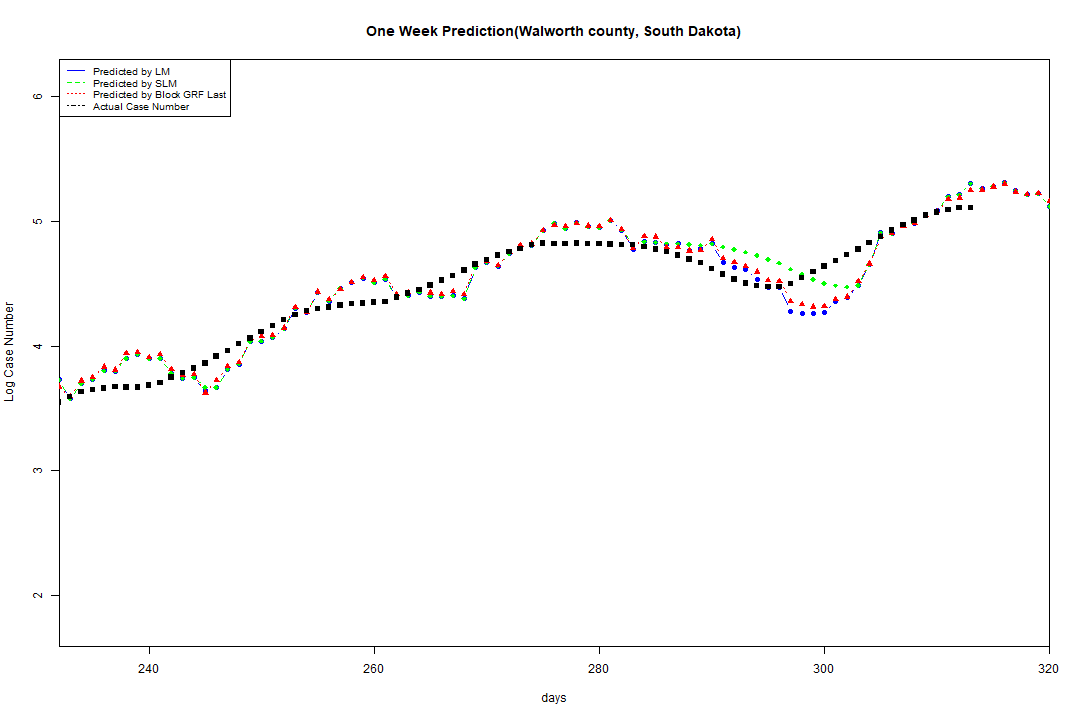 One Week Prediction(Walworth county, South Dakota)
Predicted by LM
Predicted by SLM
Predicted by Block GRF Last
Actual Case Number
6
5
4
3
2
Log Case Number
240
260
280
300
320
days